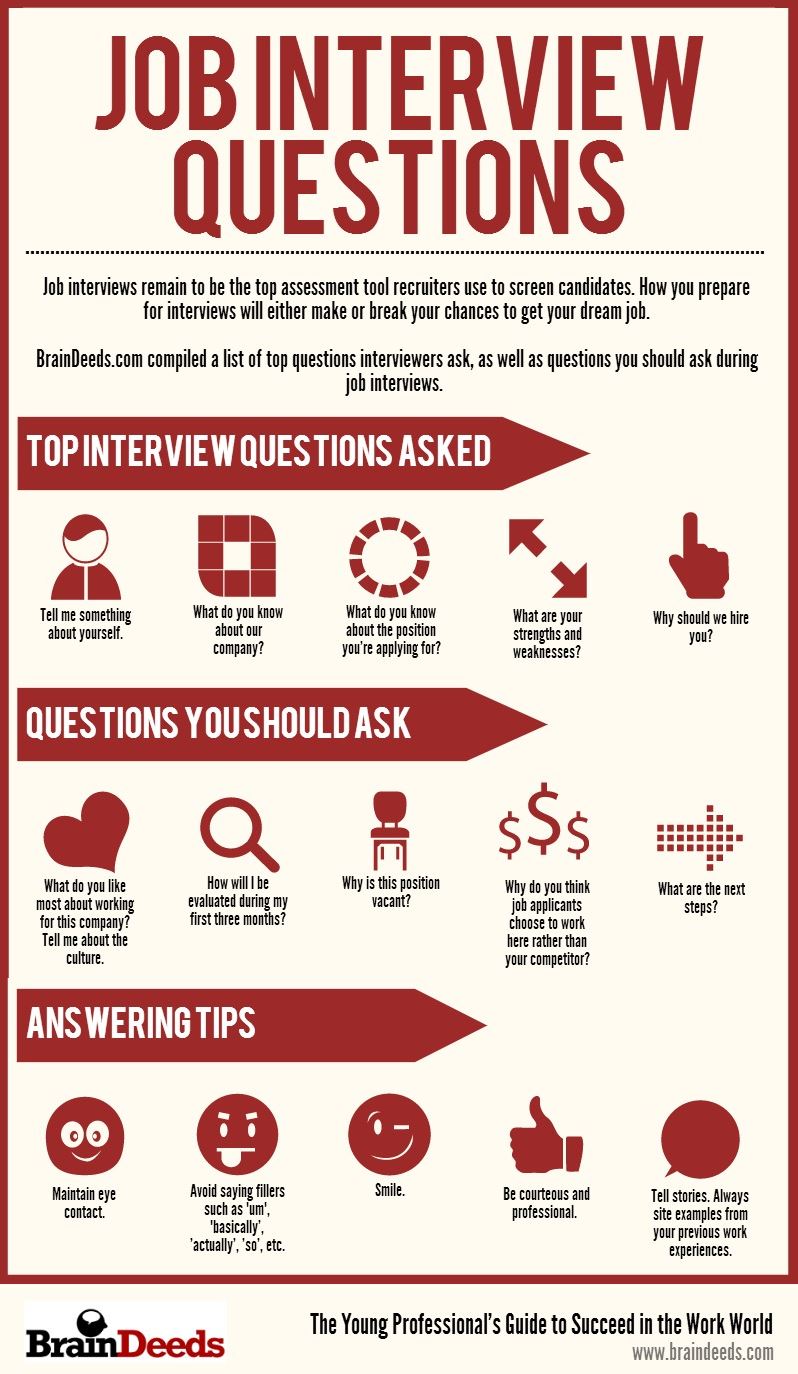 JOB INTERVIEW
QUESTIONS
Job interviews remain to be the top assessment tool recruiters use to screen candidates. How you prepare
for interviews will either make or break your chances to get your dream job.
BrainDeeds.com compiled a list of top questions interviewers ask, as well as questions you should ask during
job interviews.
TOP INTERVIEW QUESTIONS ASKED
Tell me something
about yourself.
What do you know
about our
company?
What do you know
about the position
you're applying for?
What are your
strengths and
weaknesses?
Why should we hire
you?
QUESTIONS YOU SHOULD ASK
$$$
What do you like
most about working
for this company?
Tell me about the
culture.
How will I be
evaluated during my
first three months?
Why is this position
vacant?
Why do you think
job applicants
choose to work
here rather than
your competitor?
What are the next
steps?
ANSWERING TIPS
Maintain eye
contact.
Avoid saying fillers
such as 'um',
'basically',
'actually', 'so', etc.
Smile.
Be courteous and
professional.
Tell stories. Always
site examples from
your previous work
experiences.
BrainDeeds
The Young Professional's Guide to Succeed in the Work World
www.braindeeds.com